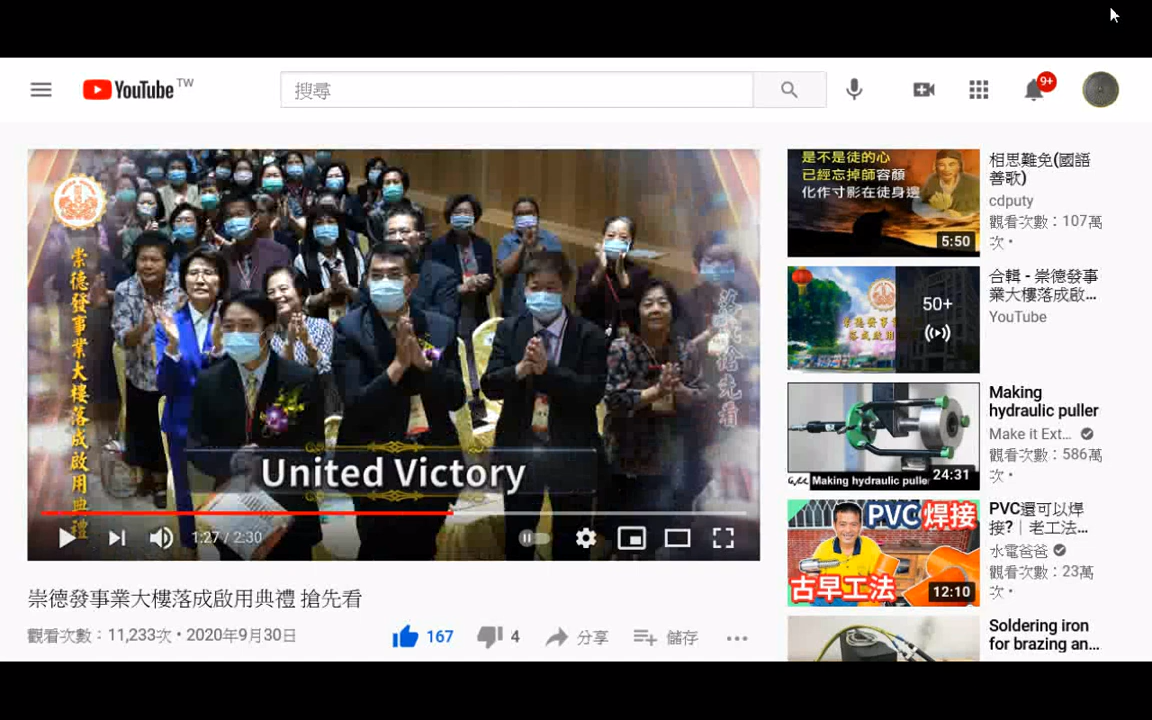 YouTube TW
搜尋
9+
崇德發事業大樓落成啟用典禮
落成搶先看
United Victory
1:27 / 2:30
崇德發事業大樓落成啟用典禮 搶先看
觀看次數：11,233次 • 2020年9月30日
167
4
分享
儲存
是不是徒的心
已經忘掉師容顏
化作寸影在徒身邊
5:50
相思難免(國語
善歌)
cdputy
觀看次數：107萬
次 •
50+
合輯 - 崇德發事
業大樓落成啟...
YouTube
Making hydraulic puller
24:31
Making
hydraulic puller
Make it Ext...
觀看次數：586萬
次 •
PVC焊接
古早工法
12:10
PVC還可以焊
接?｜老工法...
水電爸爸
觀看次數：23萬
次 •
Soldering iron
for brazing an...